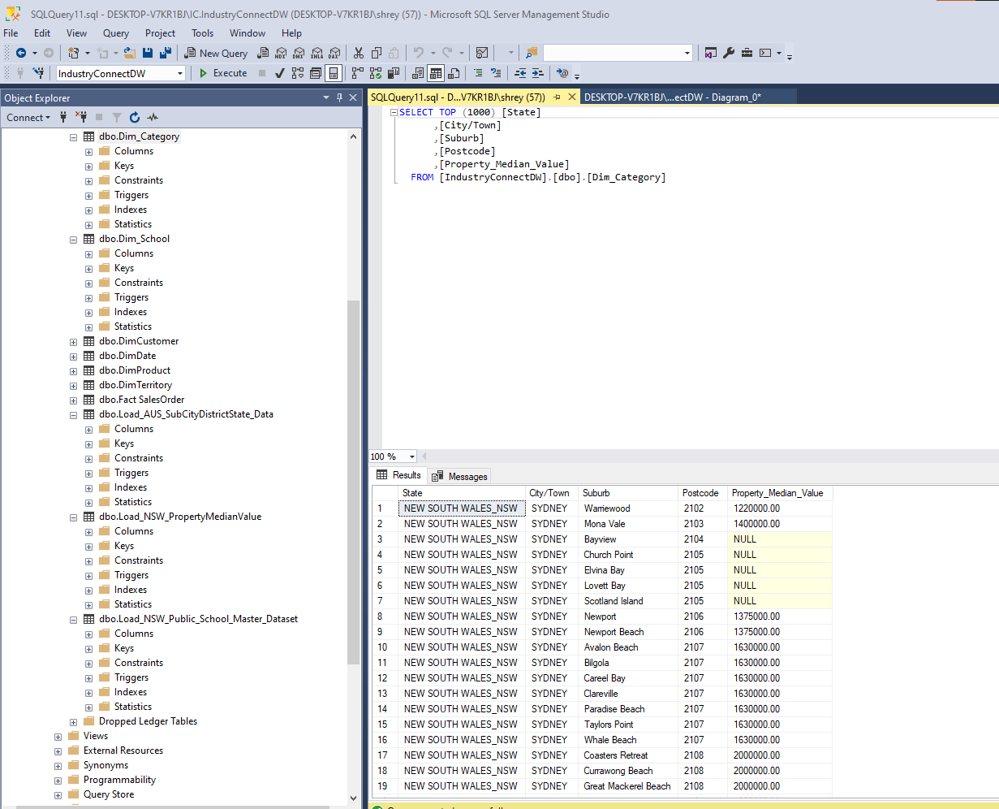 SQLQuery11.sql - DESKTOP-V7KR1BJ\IC.IndustryConnectDW (DESKTOP-V7KR1BJ\shrey (57)) - Microsoft SQL Server Management Studio
File Edit View Query Project Tools Window Help
New Query MDX DMX XMLA DAX
IndustryConnectDW Execute
Object Explorer
Connect
dbo.Dim_Category
Columns
Keys
Constraints
Triggers
Indexes
Statistics
dbo.Dim_School
Columns
Keys
Constraints
Triggers
Indexes
Statistics
dbo.DimCustomer
dbo.DimDate
dbo.DimProduct
dbo.DimTerritory
dbo.Fact SalesOrder
dbo.Load_AUS_SubCityDistrictState_Data
Columns
Keys
Constraints
Triggers
Indexes
Statistics
dbo.Load_NSW_PropertyMedianValue
Columns
Keys
Constraints
Triggers
Indexes
Statistics
dbo.Load_NSW_Public_School_Master_Dataset
Columns
Keys
Constraints
Triggers
Indexes
Statistics
Dropped Ledger Tables
Views
External Resources
Synonyms
Programmability
Query Store
SQLQuery11.sql - D...V7KR1BJ\shrey (57)) DESKTOP-V7KR1BJ\...ectDW - Diagram_0*
SELECT TOP (1000) [State]
,[City/Town]
,[Suburb]
,[Postcode]
,[Property_Median_Value]
FROM [IndustryConnectDW].[dbo].[Dim_Category]
100 %
Results Messages
State City/Town Suburb Postcode Property_Median_Value
1 NEW SOUTH WALES_NSW SYDNEY Warriewood 2102 1220000.00
2 NEW SOUTH WALES_NSW SYDNEY Mona Vale 2103 1400000.00
3 NEW SOUTH WALES_NSW SYDNEY Bayview 2104 NULL
4 NEW SOUTH WALES_NSW SYDNEY Church Point 2105 NULL
5 NEW SOUTH WALES_NSW SYDNEY Elvina Bay 2105 NULL
6 NEW SOUTH WALES_NSW SYDNEY Lovett Bay 2105 NULL
7 NEW SOUTH WALES_NSW SYDNEY Scotland Island 2105 NULL
8 NEW SOUTH WALES_NSW SYDNEY Newport 2106 1375000.00
9 NEW SOUTH WALES_NSW SYDNEY Newport Beach 2106 1375000.00
10 NEW SOUTH WALES_NSW SYDNEY Avalon Beach 2107 1630000.00
11 NEW SOUTH WALES_NSW SYDNEY Bilgola 2107 1630000.00
12 NEW SOUTH WALES_NSW SYDNEY Careel Bay 2107 1630000.00
13 NEW SOUTH WALES_NSW SYDNEY Clareville 2107 1630000.00
14 NEW SOUTH WALES_NSW SYDNEY Paradise Beach 2107 1630000.00
15 NEW SOUTH WALES_NSW SYDNEY Taylors Point 2107 1630000.00
16 NEW SOUTH WALES_NSW SYDNEY Whale Beach 2107 1630000.00
17 NEW SOUTH WALES_NSW SYDNEY Coasters Retreat 2108 2000000.00
18 NEW SOUTH WALES_NSW SYDNEY Currawong Beach 2108 2000000.00
19 NEW SOUTH WALES_NSW SYDNEY Great Mackerel Beach 2108 2000000.00